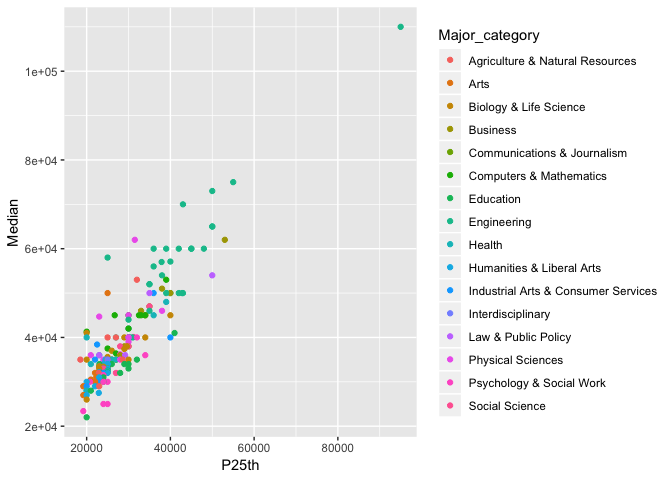 1e+05
8e+04
6e+04
4e+04
2e+04
Median
20000 40000 60000 80000
P25th
Major_category
Agriculture & Natural Resources
Arts
Biology & Life Science
Business
Communications & Journalism
Computers & Mathematics
Education
Engineering
Health
Humanities & Liberal Arts
Industrial Arts & Consumer Services
Interdisciplinary
Law & Public Policy
Physical Sciences
Psychology & Social Work
Social Science